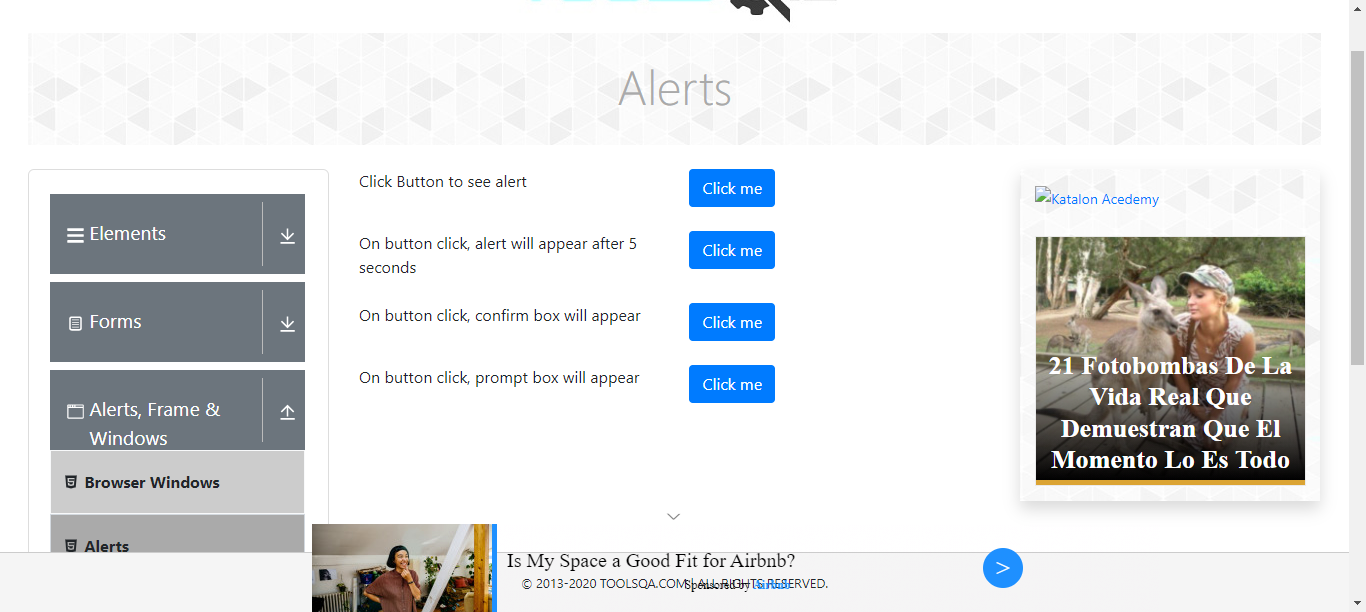 Alerts
Elements
Forms
Alerts, Frame &
Windows
Browser Windows
Alerts
Click Button to see alert
Click me
On button click, alert will appear after 5
seconds
Click me
On button click, confirm box will appear
Click me
On button click, prompt box will appear
Click me
Katalon Acedemy
21 Fotobombas De La
Vida Real Que
Demuestran Que El
Momento Lo Es Todo
Is My Space a Good Fit for Airbnb?
>
© 2013-2020 TOOLSQA.COM | ALL RIGHTS RESERVED.
Sponsored by Airbnb